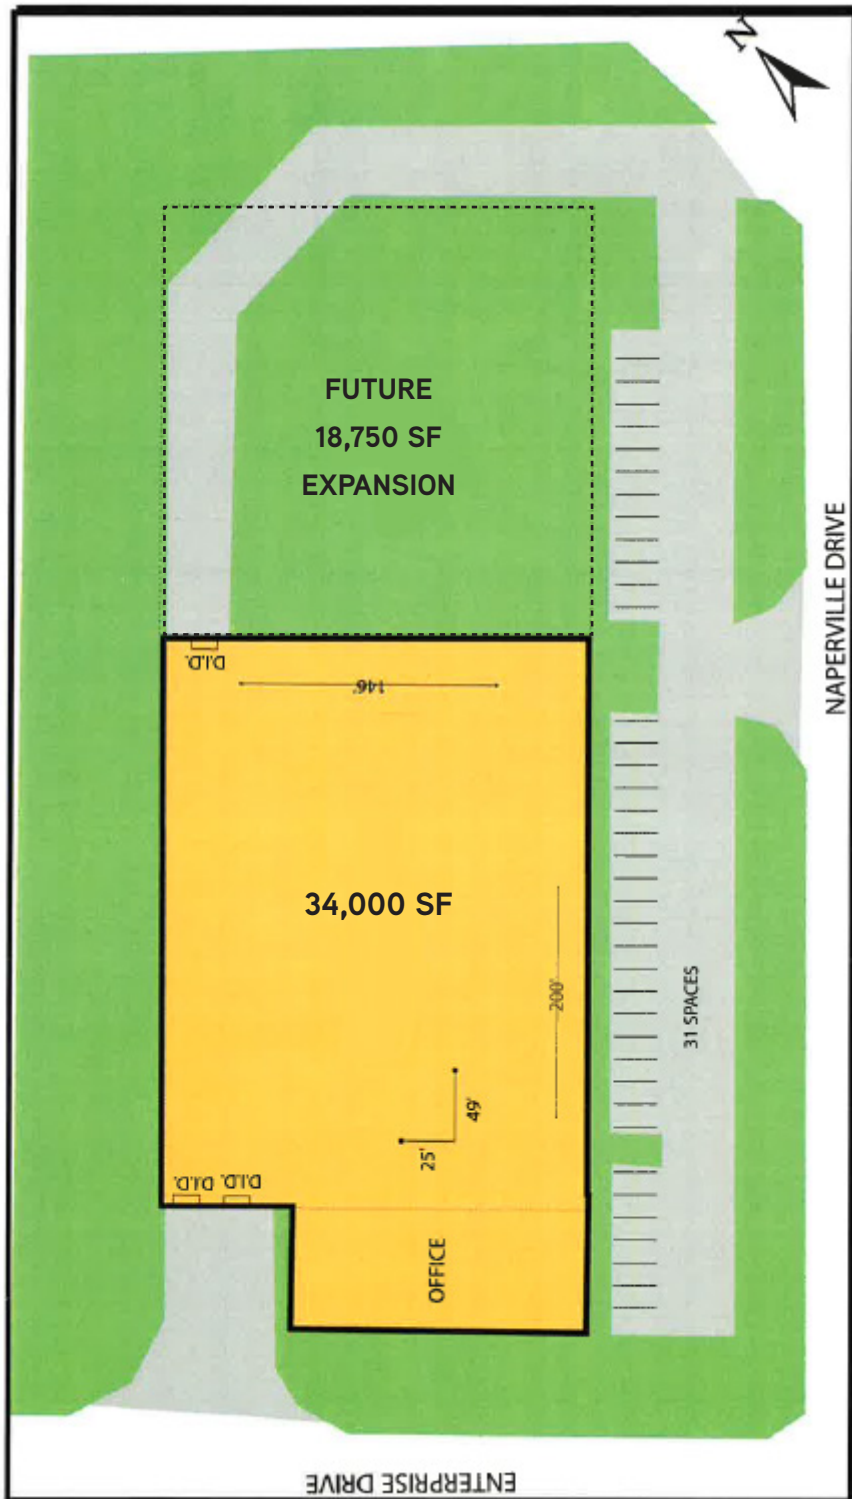 N
FUTURE
18,750 SF
EXPANSION
NAPERVILLE DRIVE
D.I.D.
146'
34,000 SF
200'
31 SPACES
49'
25'
D.I.D.
D.I.D.
OFFICE
ENTERPRISE DRIVE